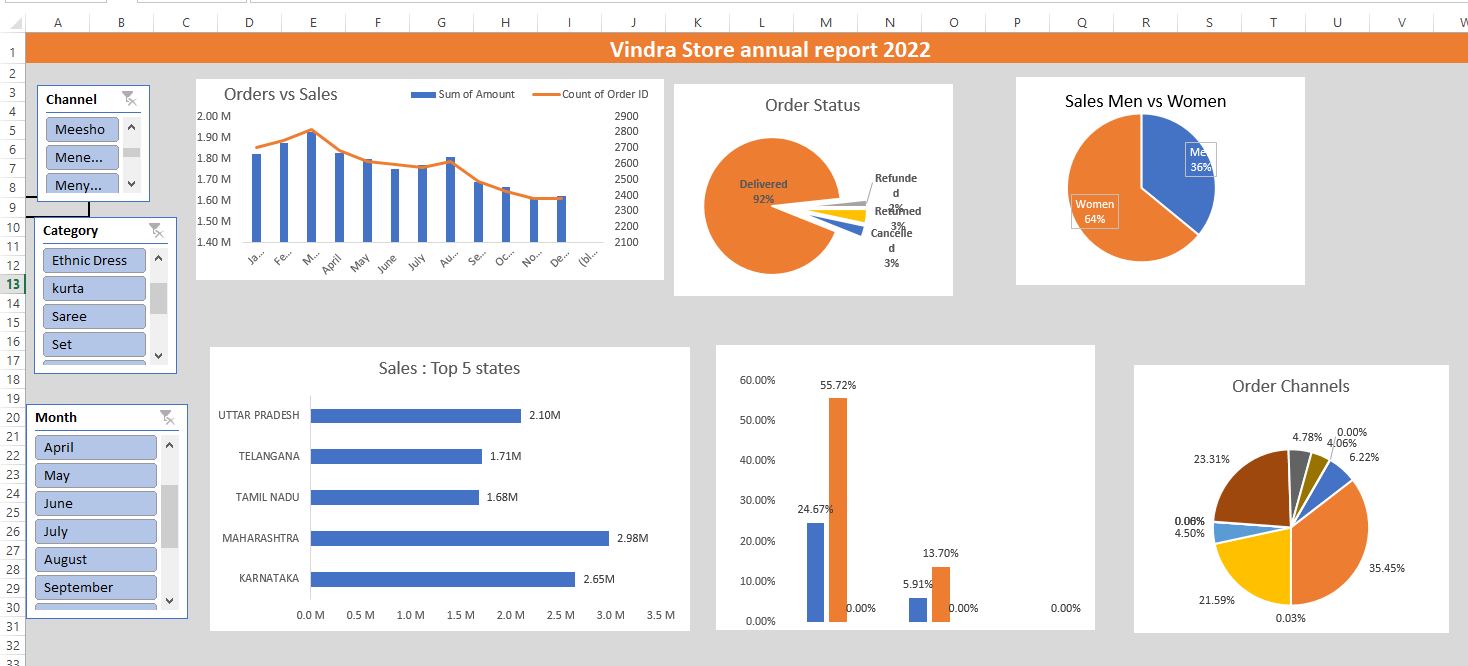 A B C D E F G H I J K L M N O P Q R S T U V
1 Vindra Store annual report 2022
2
3
4
5
6
7
8
9
10
11
12
13
14
15
16
17
18
19
20
21
22
23
24
25
26
27
28
29
30
31
32
33
Channel
Meesho
Mene...
Meny...
Category
Ethnic Dress
kurta
Saree
Set
Month
April
May
June
July
August
September
Orders vs Sales
Sum of Amount
Count of Order ID
2.00 M
1.90 M
1.80 M
1.70 M
1.60 M
1.50 M
1.40 M
2900
2800
2700
2600
2500
2400
2300
2200
2100
Ja... Fe... M... April May June July Au... Se... Oc... No... De... (bl...
Order Status
Delivered
92%
Refunde
d
2%
Returned
3%
Cancelle
d
3%
Sales Men vs Women
Me
36%
Women
64%
Sales : Top 5 states
UTTAR PRADESH 2.10M
TELANGANA 1.71M
TAMIL NADU 1.68M
MAHARASHTRA 2.98M
KARNATAKA 2.65M
0.0 M 0.5 M 1.0 M 1.5 M 2.0 M 2.5 M 3.0 M 3.5 M
60.00%
50.00%
40.00%
30.00%
20.00%
10.00%
0.00%
24.67%
55.72%
0.00%
5.91%
13.70%
0.00%
0.00%
Order Channels
4.78%
0.00%
4.06%
6.22%
35.45%
0.03%
21.59%
4.50%
23.31%